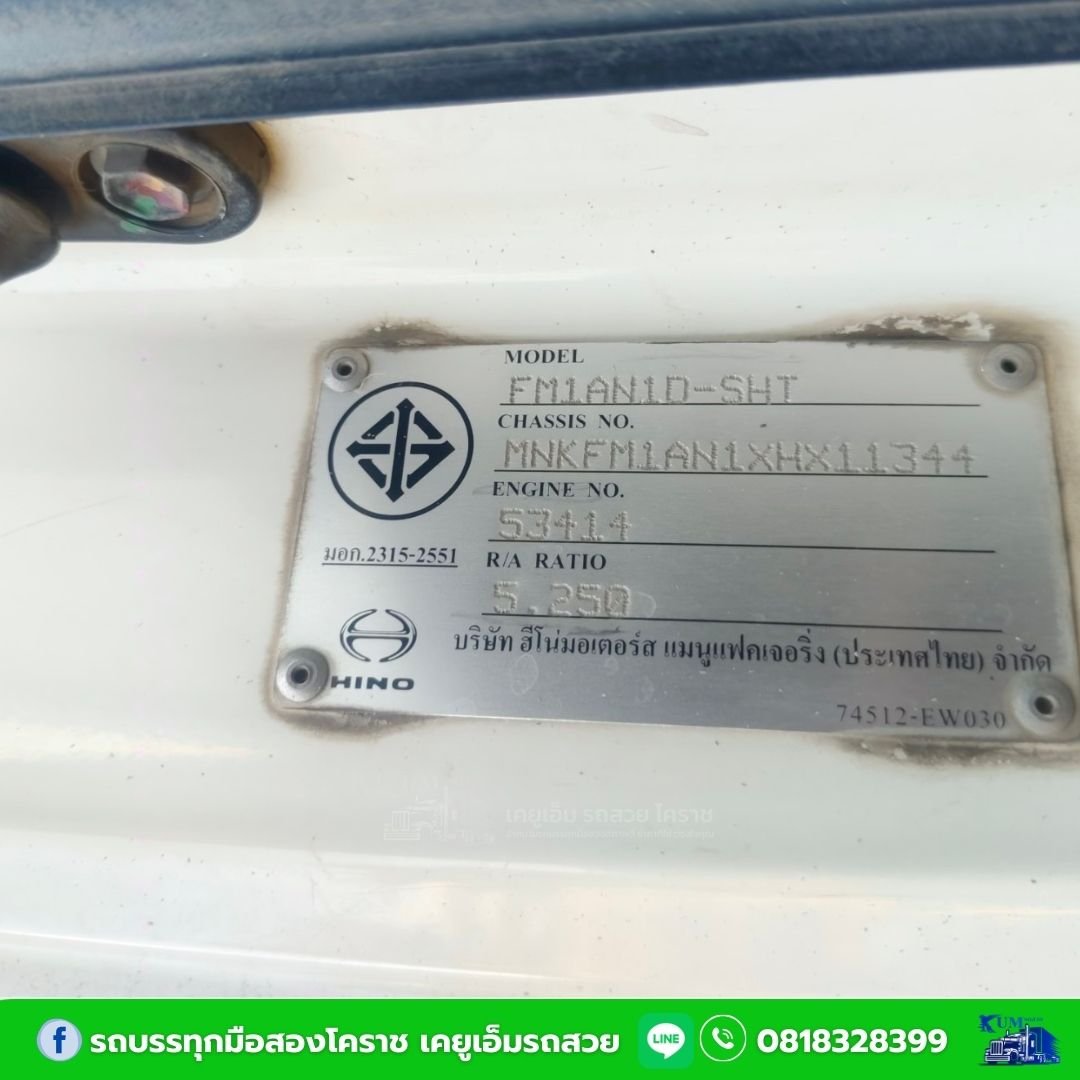 MODEL
FM1AN1D-SHT
CHASSIS NO.
MNKFM1AN1XHX11344
ENGINE NO.
53414
มอก.2315-2551
R/A RATIO
5.250
HINO
บริษัท ฮีโน่มอเตอร์ส แมนูแฟคเจอริ่ง (ประเทศไทย) จำกัด
74512-EW030
เคยูเอ็ม รถสวย โคราช
รถบรรทุกมือสองโคราช เคยูเอ็มรถสวย
LINE
0818328399
KUM